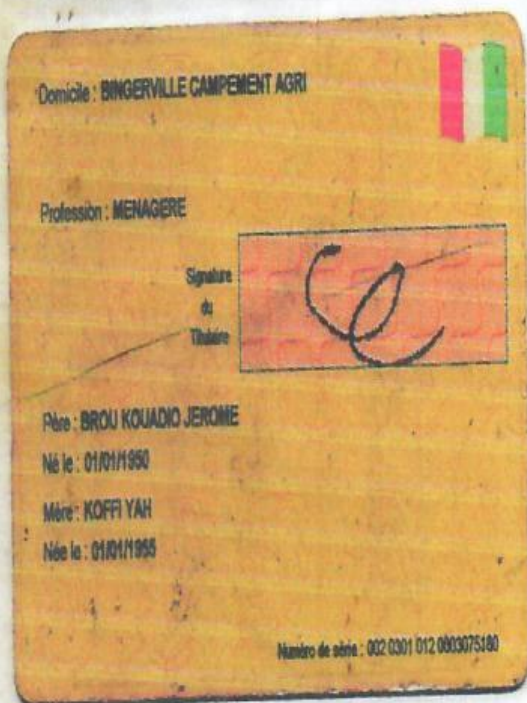 Domicile : BINGERVILLE CAMPEMENT AGRI
Profession : MENAGERE
Signature
du
Titulaire
Père : BROU KOUADIO JEROME
Né le : 01/01/1950
Mère : KOFFI YAH
Née le : 01/01/1955
Numéro de série : 002 0301 012 0803075180